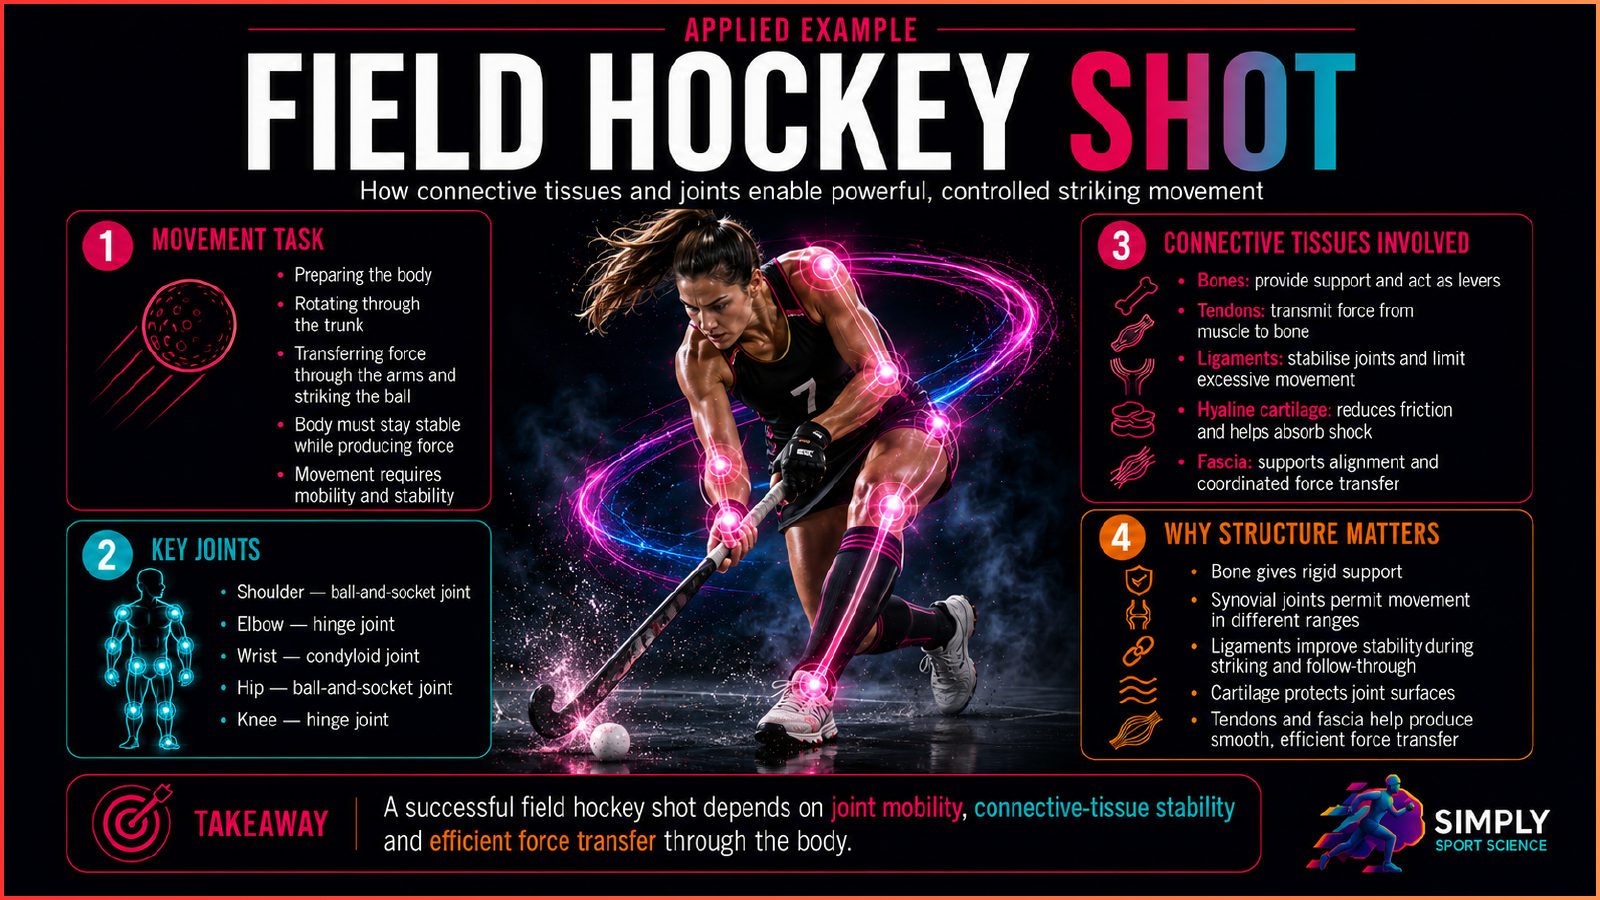 APPLIED EXAMPLE
FIELD HOCKEY SHOT
How connective tissues and joints enable powerful, controlled striking movement
1 MOVEMENT TASK
• Preparing the body
• Rotating through
the trunk
• Transferring force
through the arms and
striking the ball
• Body must stay stable
while producing force
• Movement requires
mobility and stability
2 KEY JOINTS
• Shoulder — ball-and-socket joint
• Elbow — hinge joint
• Wrist — condyloid joint
• Hip — ball-and-socket joint
• Knee — hinge joint
7
3 CONNECTIVE TISSUES INVOLVED
• Bones: provide support and act as levers
• Tendons: transmit force from
muscle to bone
• Ligaments: stabilise joints and limit
excessive movement
• Hyaline cartilage: reduces friction
and helps absorb shock
• Fascia: supports alignment and
coordinated force transfer
4 WHY STRUCTURE MATTERS
• Bone gives rigid support
• Synovial joints permit movement
in different ranges
• Ligaments improve stability during
striking and follow-through
• Cartilage protects joint surfaces
• Tendons and fascia help produce
smooth, efficient force transfer
TAKEAWAY
A successful field hockey shot depends on joint mobility, connective-tissue stability
and efficient force transfer through the body.
SIMPLY
SPORT SCIENCE